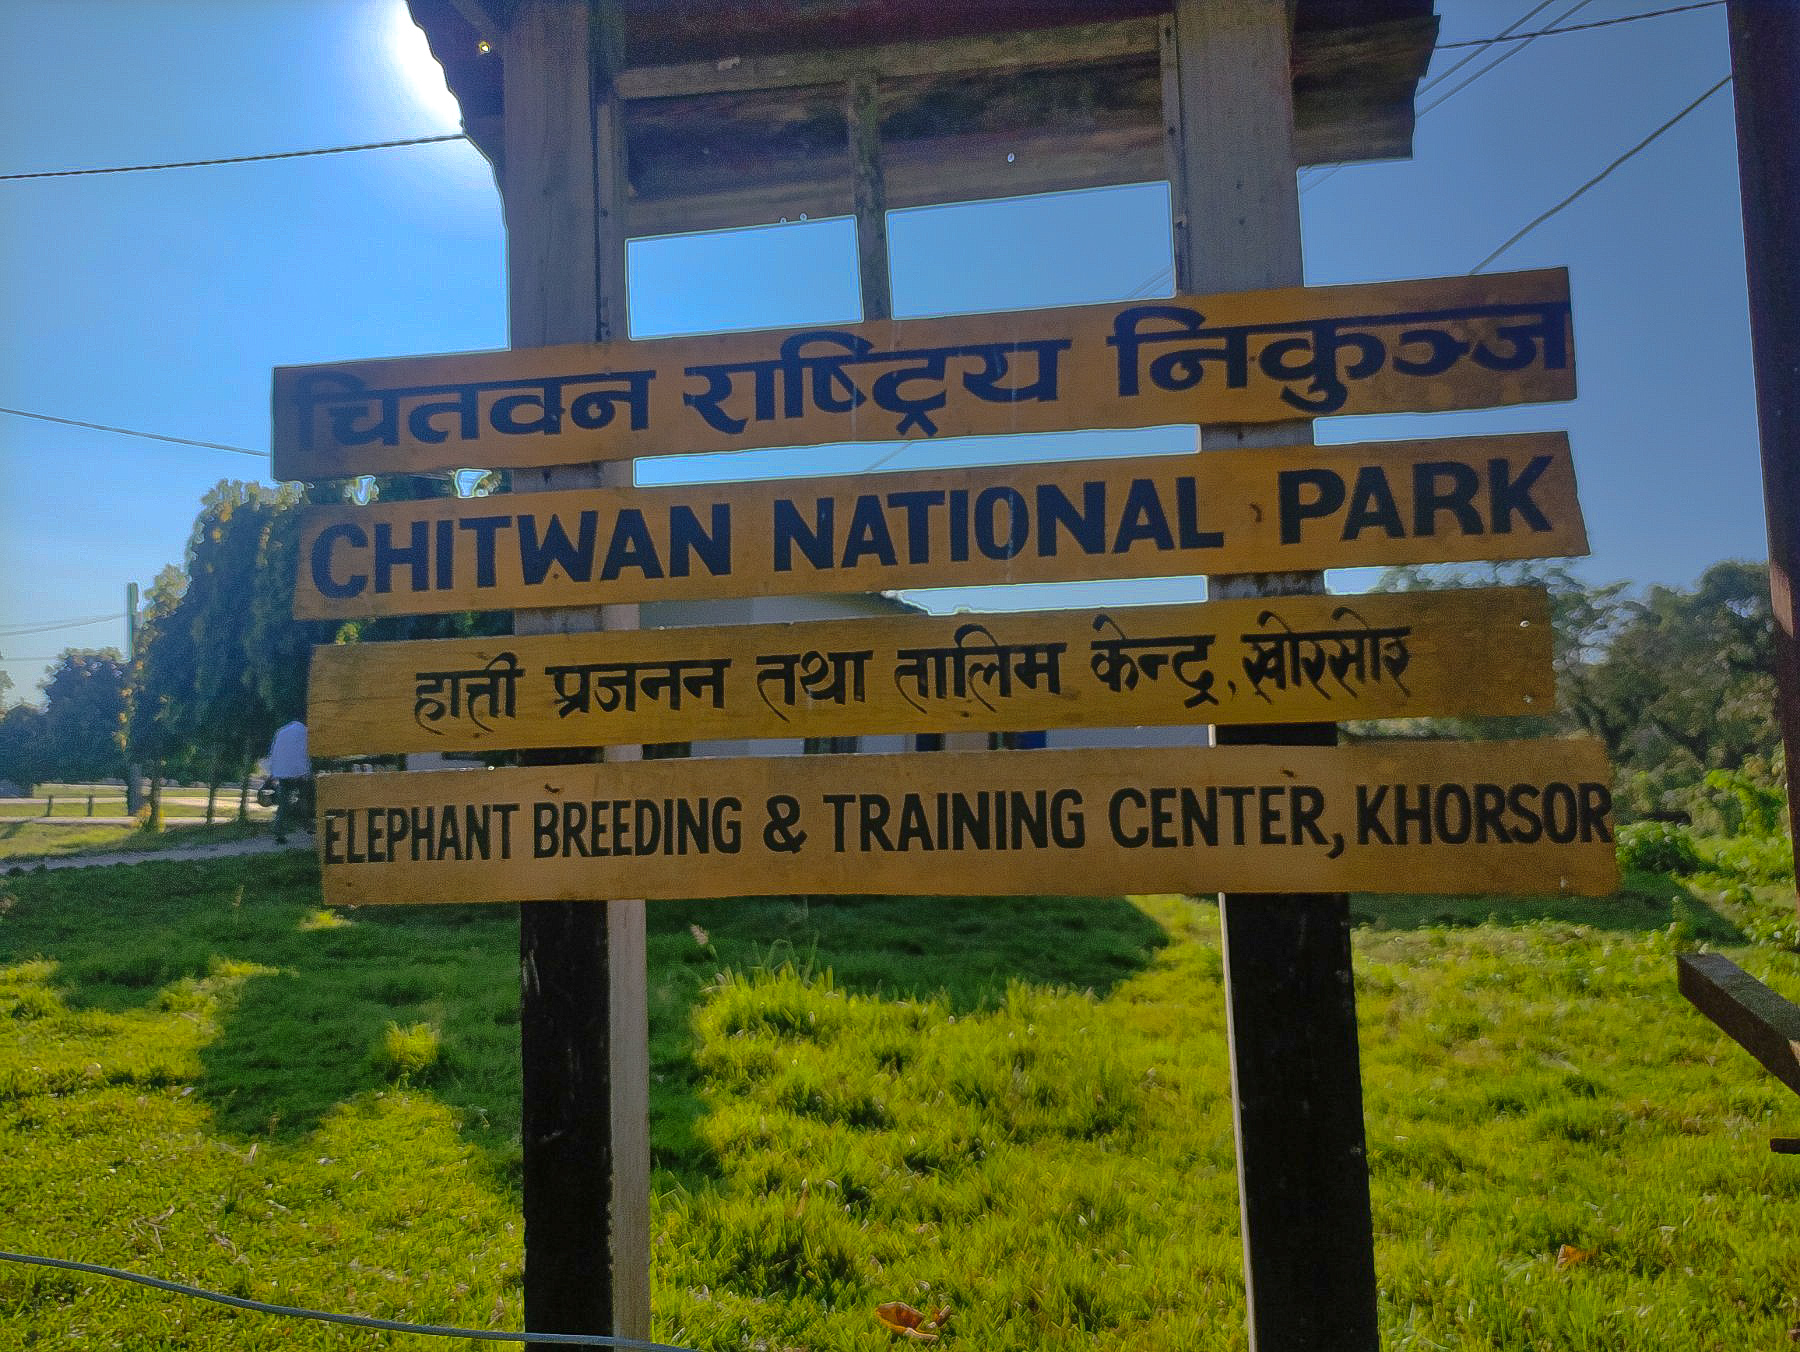 चितवन राष्ट्रिय निकुञ्ज
CHITWAN NATIONAL PARK
हात्ती प्रजनन तथा तालिम केन्द्र, खोरसोर
ELEPHANT BREEDING & TRAINING CENTER, KHORSOR